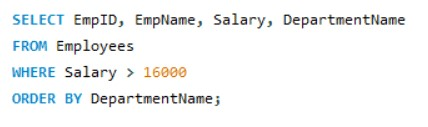 SELECT EmpID, EmpName, Salary, DepartmentName
FROM Employees
WHERE Salary > 16000
ORDER BY DepartmentName;